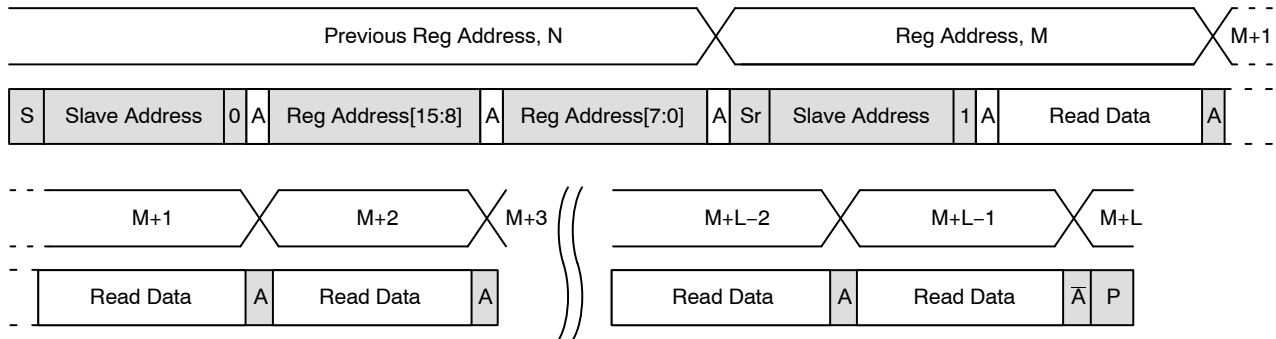 Previous Reg Address, N Reg Address, M M+1
S Slave Address 0 A Reg Address[15:8] A Reg Address[7:0] A Sr Slave Address 1 A Read Data A
M+1 M+2 M+3 M+L−2 M+L−1 M+L
Read Data A Read Data A Read Data A Read Data A̅ P